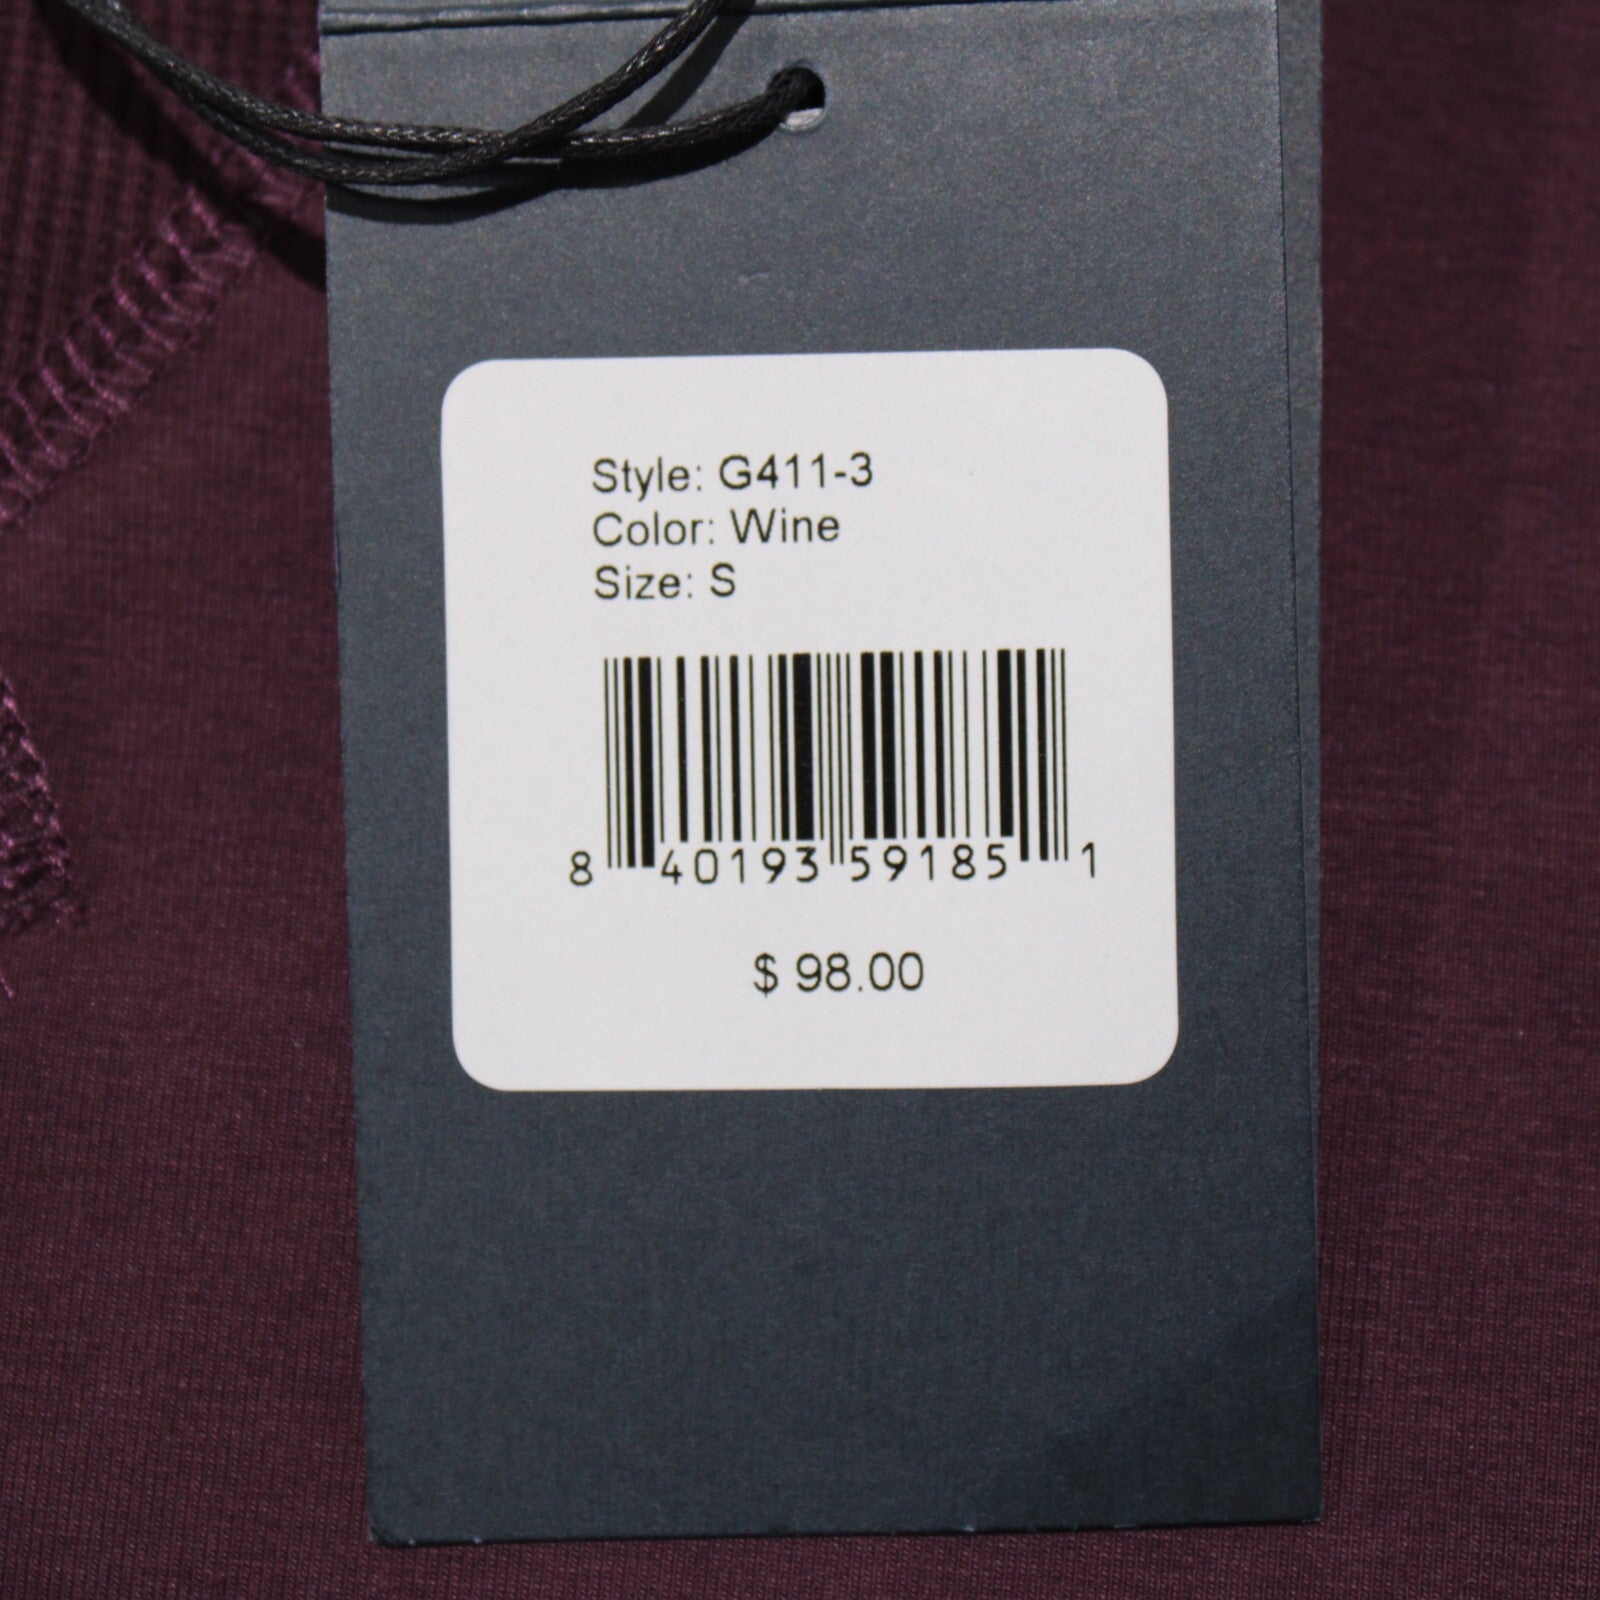 Style: G411-3
Color: Wine
Size: S
8 40193 59185 1
$ 98.00